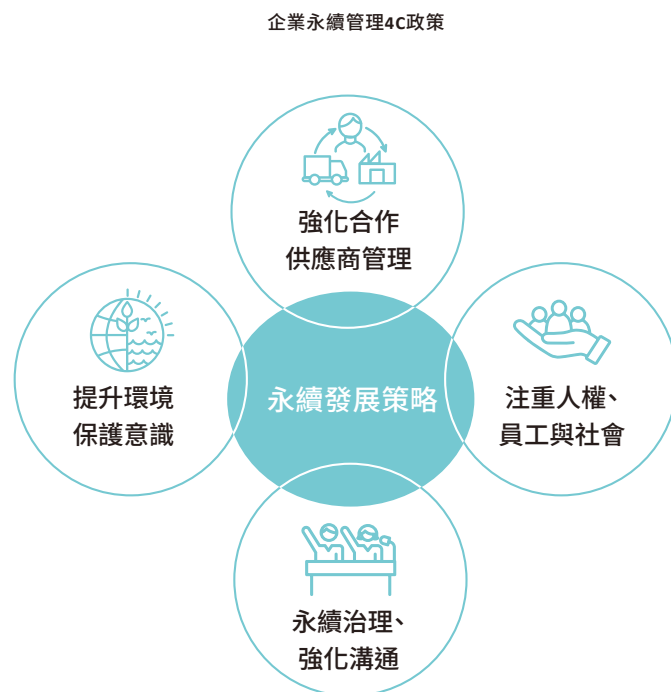 企業永續管理4C政策
強化合作
供應商管理
提升環境
保護意識
永續發展策略
注重人權、
員工與社會
永續治理、
強化溝通